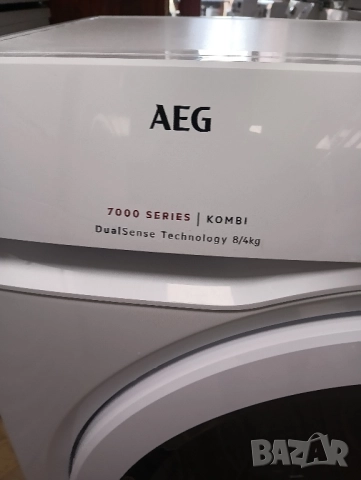 AEG
7000 SERIES | KOMBI
DualSense Technology 8/4kg
BAZAR